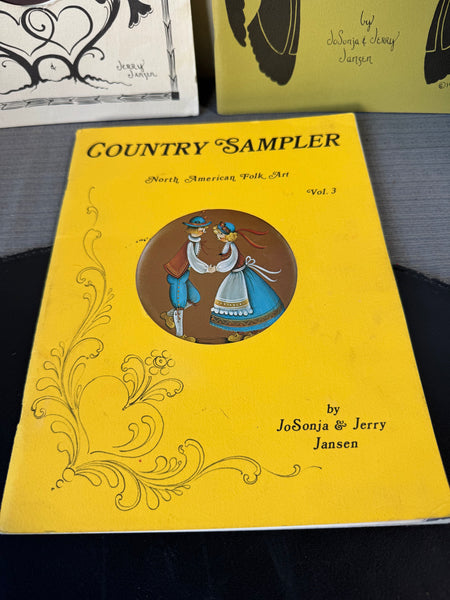 JERRY
JANSEN
by
JoSonja & Jerry
Jansen
COUNTRY SAMPLER
North American Folk Art
Vol. 3
by
JoSonja & Jerry
Jansen